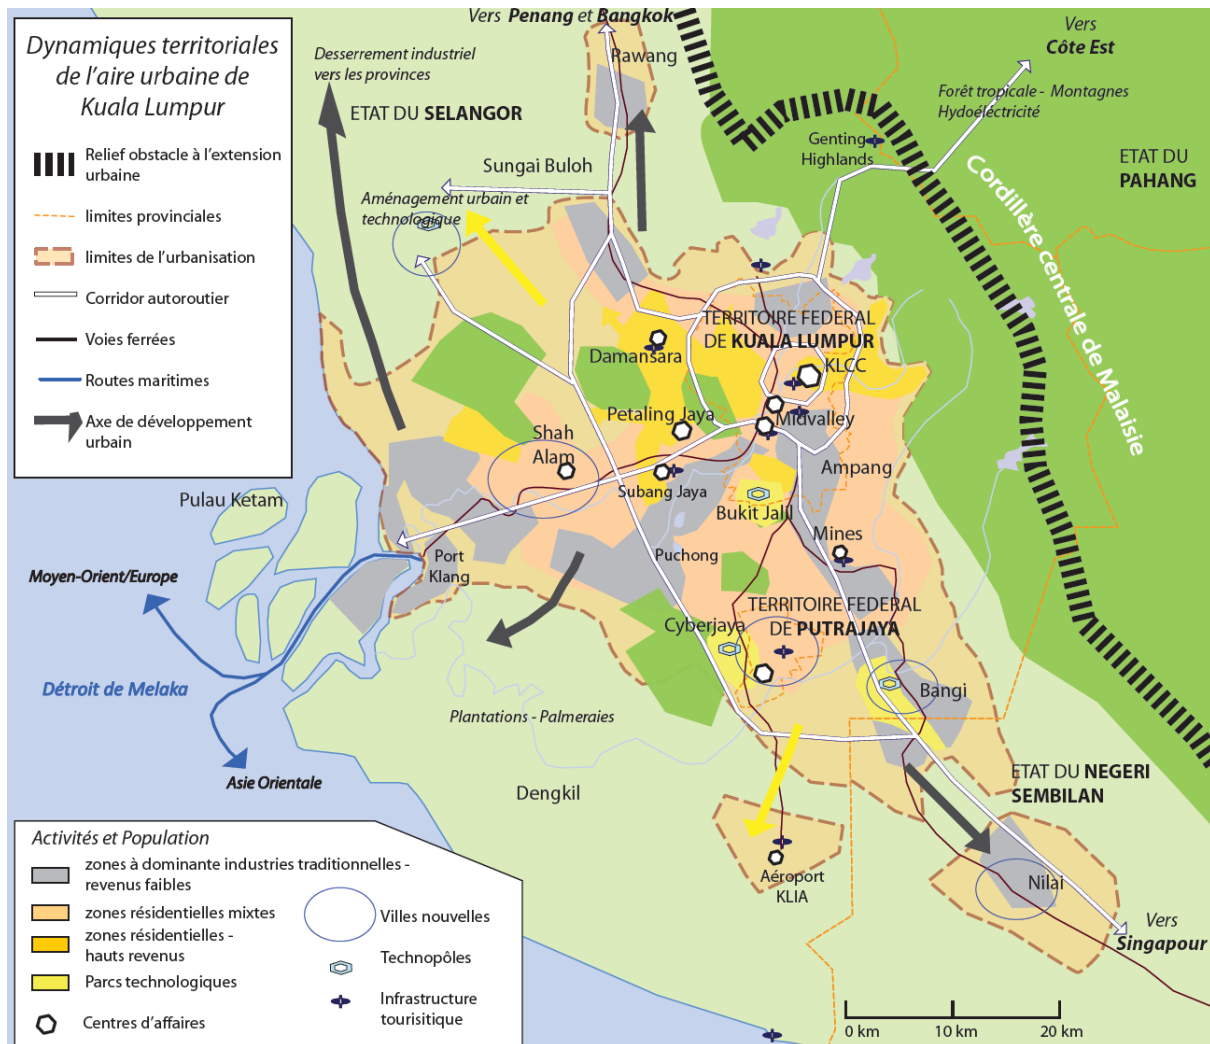 Dynamiques territoriales
de l'aire urbaine de
Kuala Lumpur
Relief obstacle à l'extension
urbaine
limites provinciales
limites de l'urbanisation
Corridor autoroutier
Voies ferrées
Routes maritimes
Axe de développement
urbain
Vers Penang et Bangkok
Rawang
Desserrement industriel
vers les provinces
ETAT DU SELANGOR
Sungai Buloh
Aménagement urbain et
technologique
Vers
Côte Est
Forêt tropicale - Montagnes
Hydoéléctricité
Genting
Highlands
ETAT DU
PAHANG
Cordillère centrale de Malaisie
TERRITOIRE FEDERAL
DE KUALA LUMPUR
KLCC
Damansara
Petaling Jaya
Midvalley
Shah
Alam
Ampang
Subang Jaya
Bukit Jalil
Pulau Ketam
Mines
Puchong
Port
Klang
Moyen-Orient/Europe
TERRITOIRE FEDERAL
DE PUTRAJAYA
Cyberjaya
Détroit de Melaka
Bangi
Plantations - Palmeraies
Asie Orientale
Dengkil
ETAT DU NEGERI
SEMBILAN
Aéroport
KLIA
Nilai
Vers
Singapour
Activités et Population
zones à dominante industries traditionnelles -
revenus faibles
zones résidentielles mixtes
zones résidentielles -
hauts revenus
Parcs technologiques
Centres d'affaires
Villes nouvelles
Technopôles
Infrastructure
tourisitique
0 km
10 km
20 km